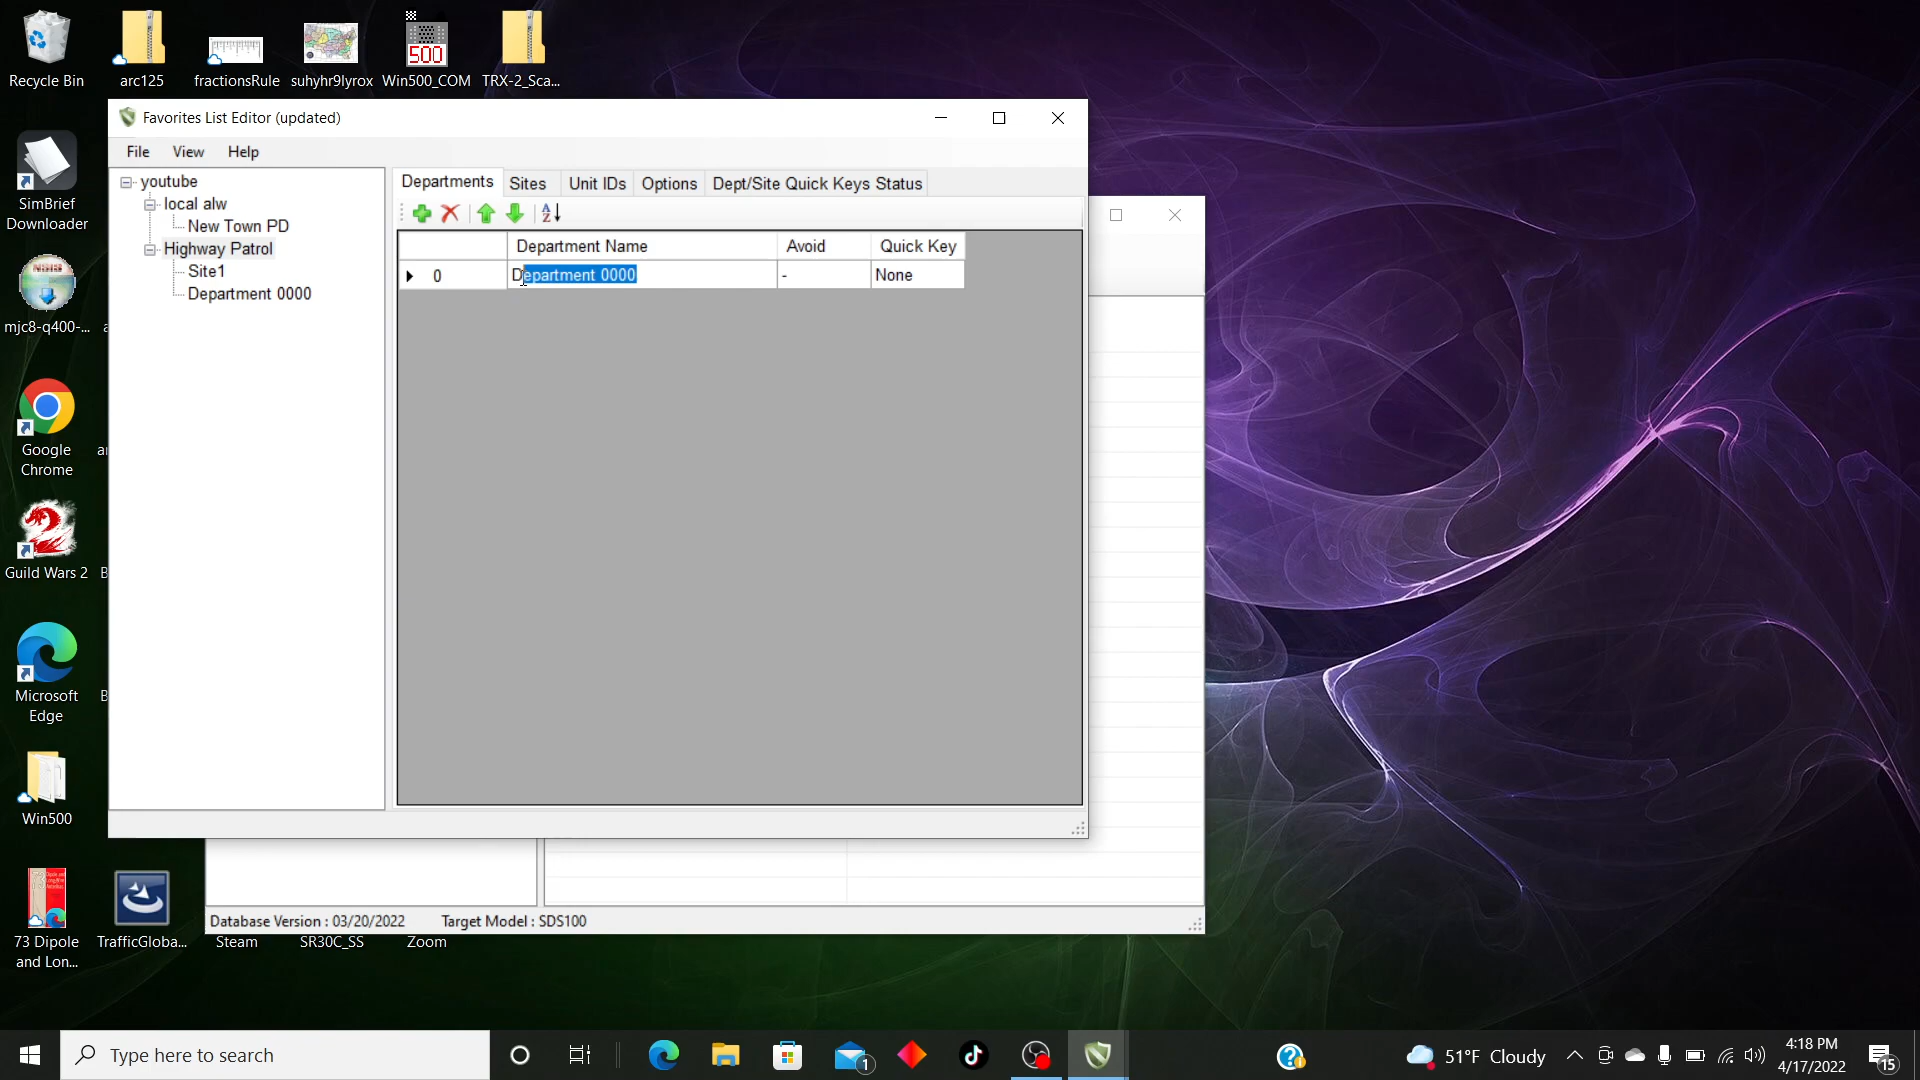 Recycle Bin
arc125
fractionsRule
suhyhr9lyrox
500
Win500_COM
TRX-2_Sca...
SimBrief
Downloader
mjc8-q400-...
Google
Chrome
Guild Wars 2
Microsoft
Edge
Win500
73 Dipole
and Lon...
TrafficGloba...
Steam
SR30C_SS
Zoom
Favorites List Editor (updated)
File View Help
youtube
local alw
New Town PD
Highway Patrol
Site1
Department 0000
Departments Sites Unit IDs Options Dept/Site Quick Keys Status
Department Name Avoid Quick Key
0 Department 0000 - None
Database Version : 03/20/2022 Target Model : SDS100
Type here to search
1
51°F Cloudy
4:18 PM
4/17/2022
15